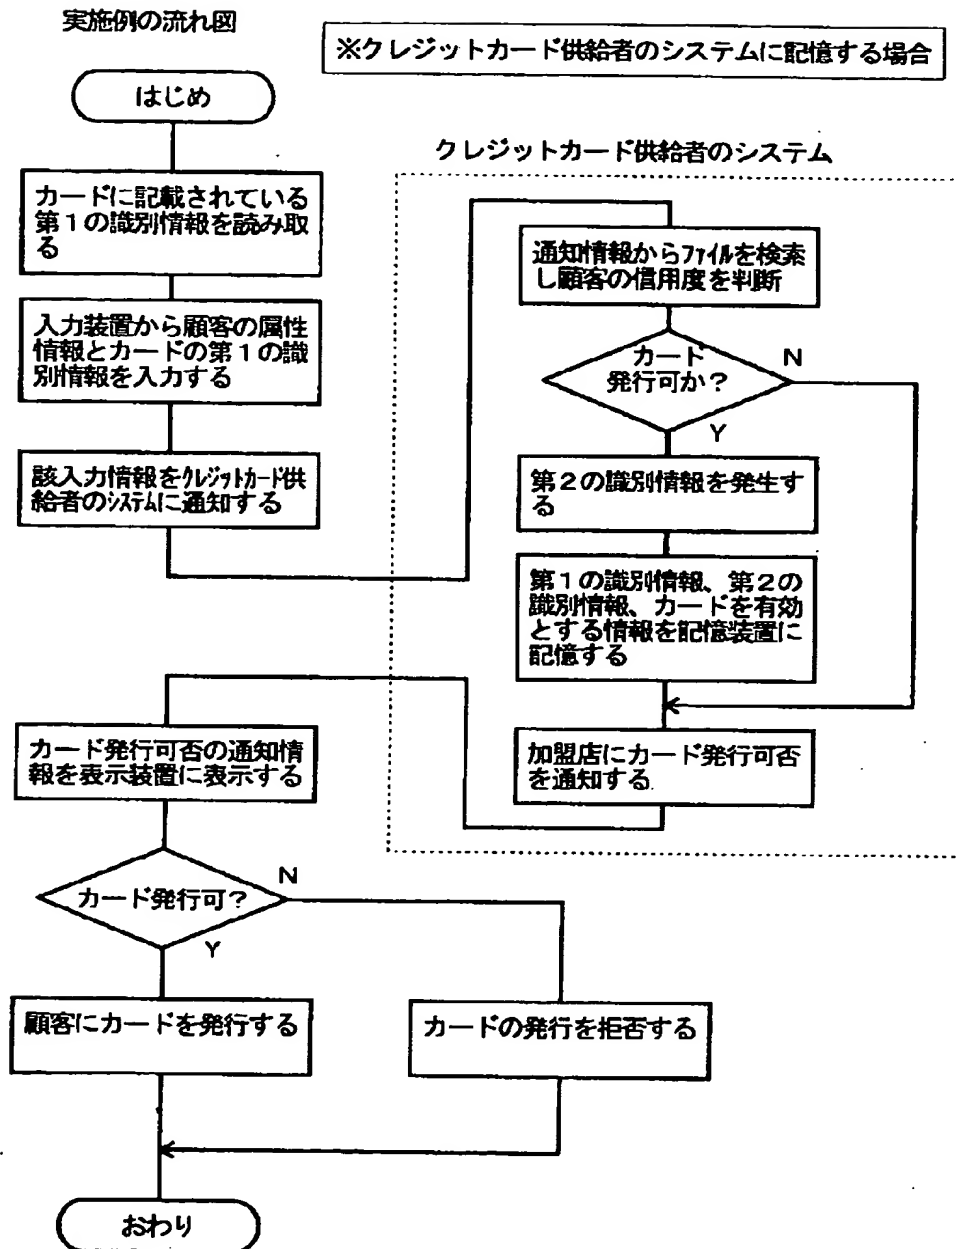 実施例の流れ図
※クレジットカード供給者のシステムに記憶する場合
はじめ
カードに記載されている
第1の識別情報を読み取
る
入力装置から顧客の属性
情報とカードの第1の識
別情報を入力する
該入力情報をクレジットカード供
給者のシステムに通知する
クレジットカード供給者のシステム
通知情報からファイルを検索
し顧客の信用度を判断
カード
発行可か?
N
Y
第2の識別情報を発生す
る
第1の識別情報、第2の
識別情報、カードを有効
とする情報を記憶装置に
記憶する
加盟店にカード発行可否
を通知する
カード発行可否の通知情
報を表示装置に表示する
カード発行可?
N
Y
顧客にカードを発行する
カードの発行を拒否する
おわり